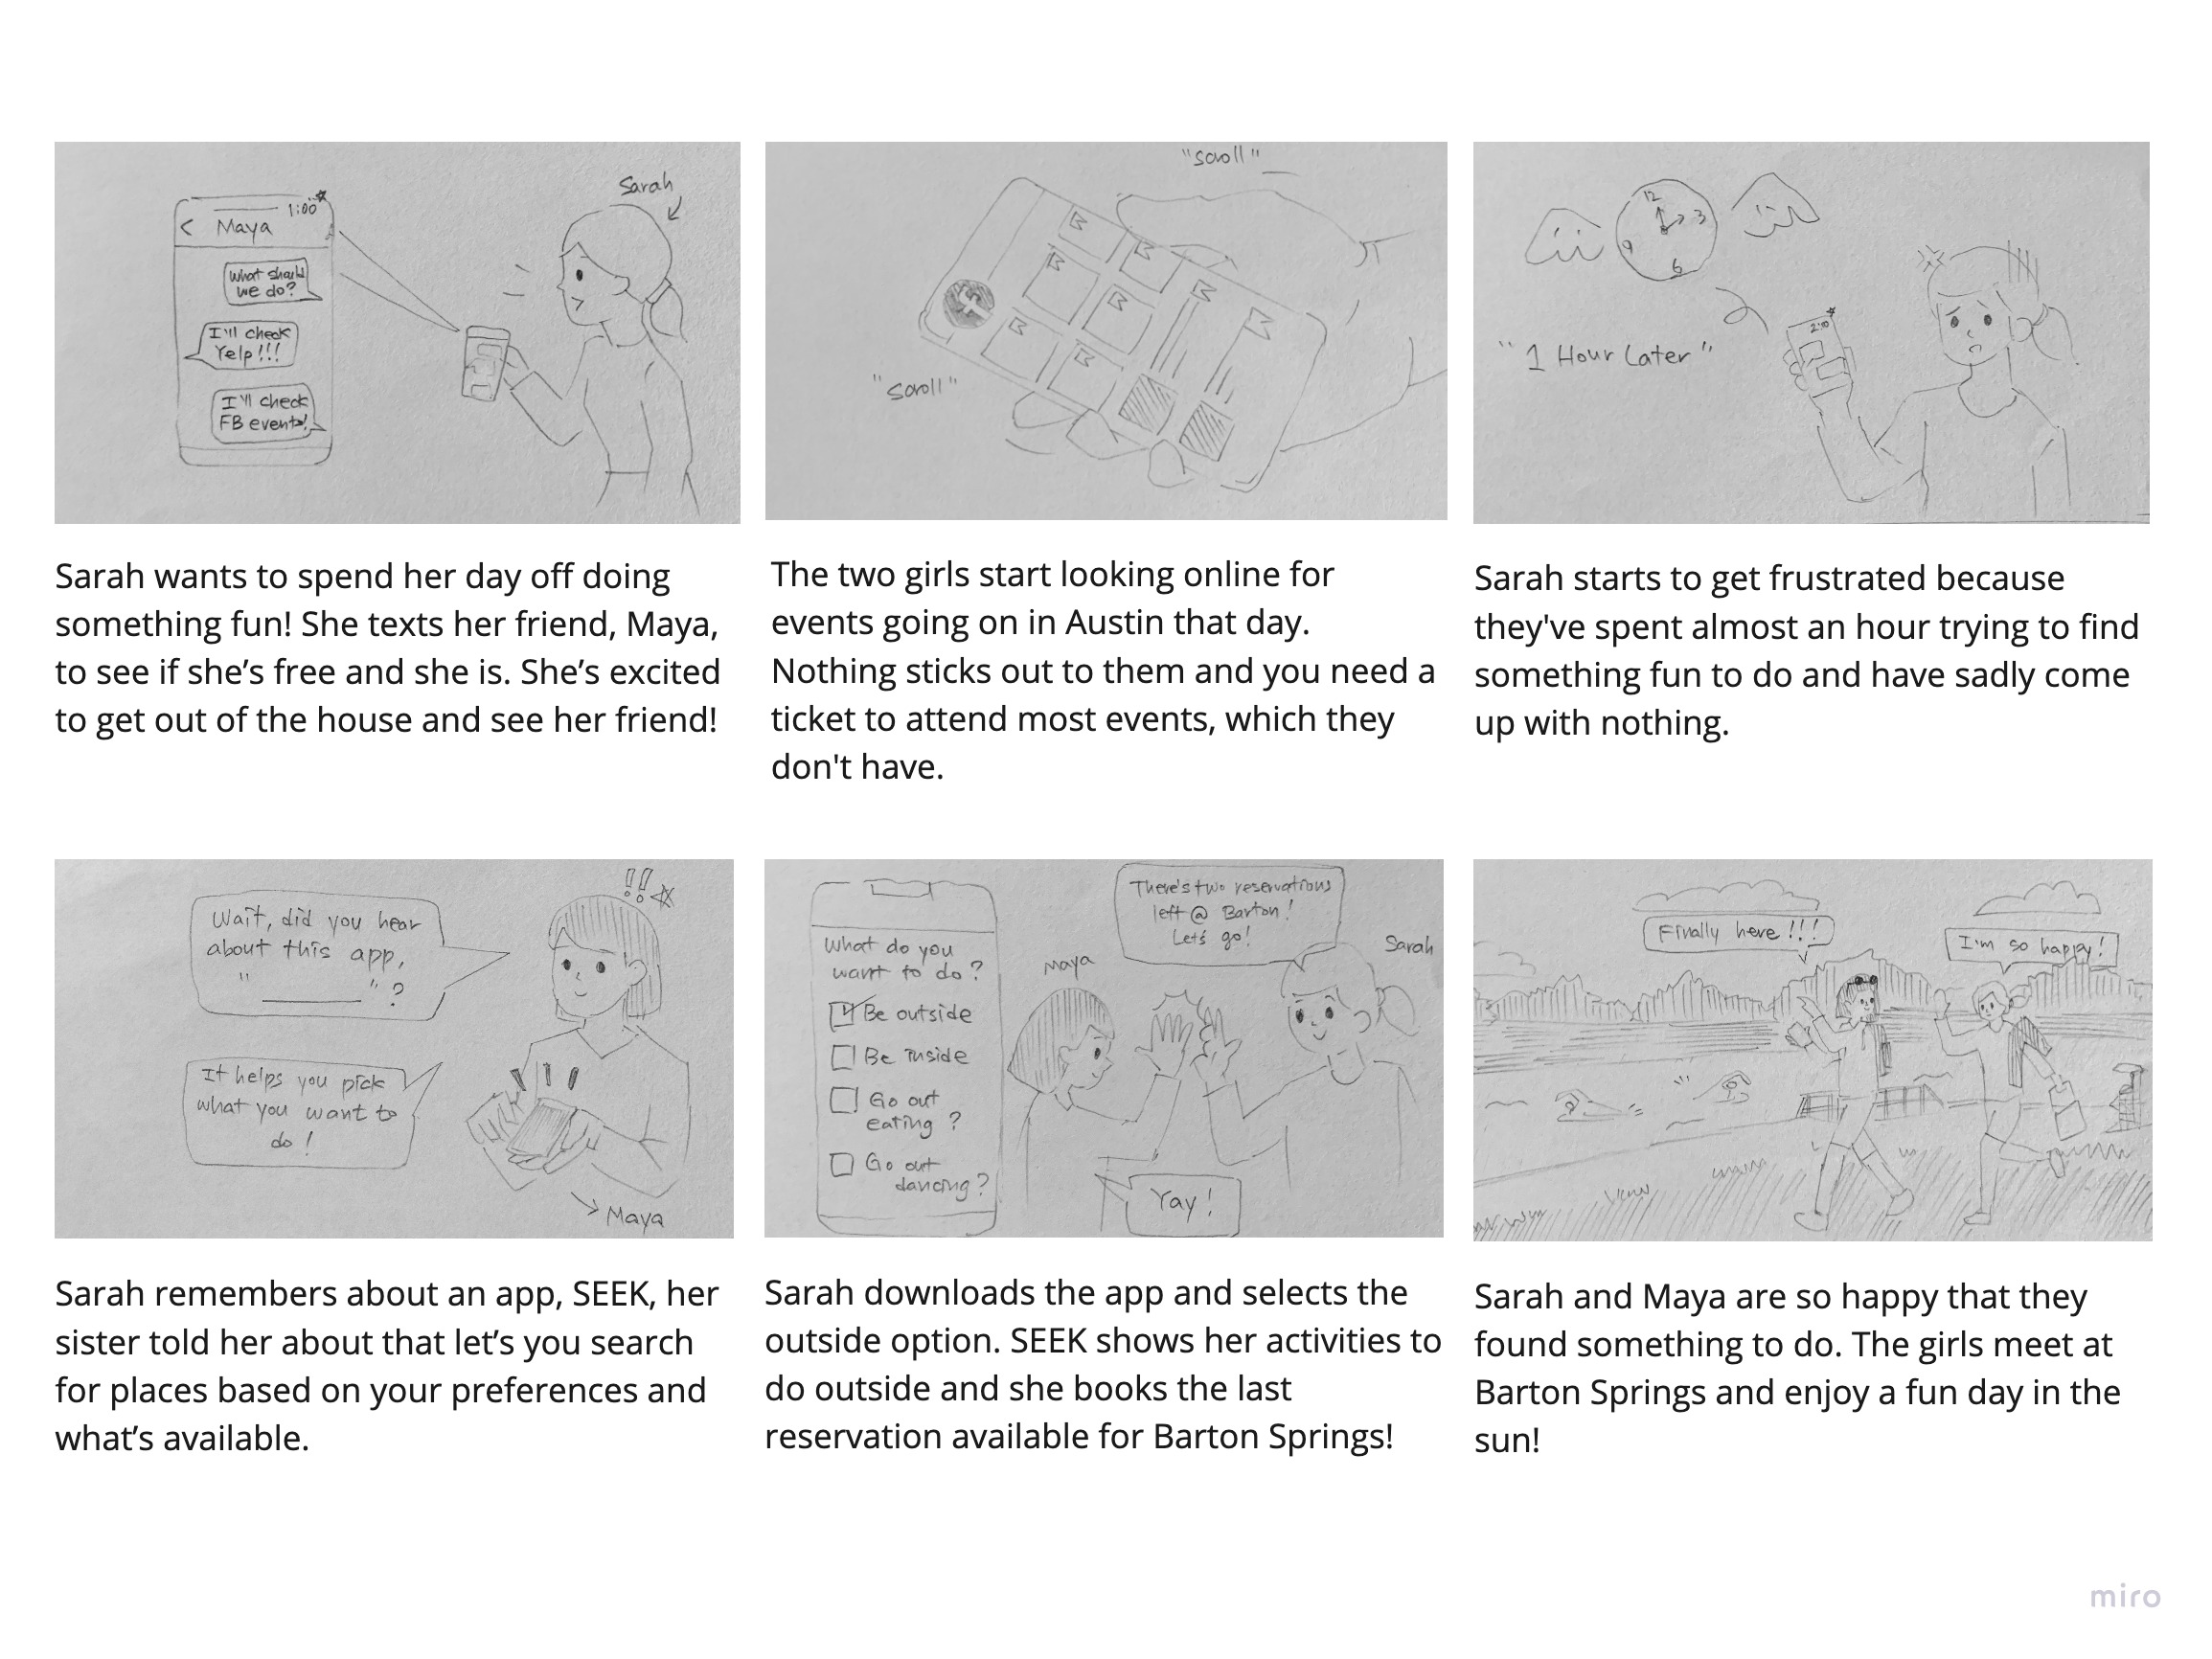 Sarah
1:00
< Maya
What should
we do?
I'll check
Yelp!!!
I'll check
FB events!
"scroll"
"scroll"
12
3
6
9
2:00
"1 Hour Later"
Sarah wants to spend her day off doing
something fun! She texts her friend, Maya,
to see if she’s free and she is. She’s excited
to get out of the house and see her friend!
The two girls start looking online for
events going on in Austin that day.
Nothing sticks out to them and you need a
ticket to attend most events, which they
don't have.
Sarah starts to get frustrated because
they've spent almost an hour trying to find
something fun to do and have sadly come
up with nothing.
!!
Wait, did you hear
about this app,
"________"?
It helps you pick
what you want to
do!
Maya
What do you
want to do?
Be outside
Be inside
Go out
eating?
Go out
dancing?
There's two reservations
left @ Barton!
Let's go!
Maya
Sarah
Yay!
Finally here!!!
I'm so happy!
Sarah remembers about an app, SEEK, her
sister told her about that let’s you search
for places based on your preferences and
what’s available.
Sarah downloads the app and selects the
outside option. SEEK shows her activities to
do outside and she books the last
reservation available for Barton Springs!
Sarah and Maya are so happy that they
found something to do. The girls meet at
Barton Springs and enjoy a fun day in the
sun!
miro